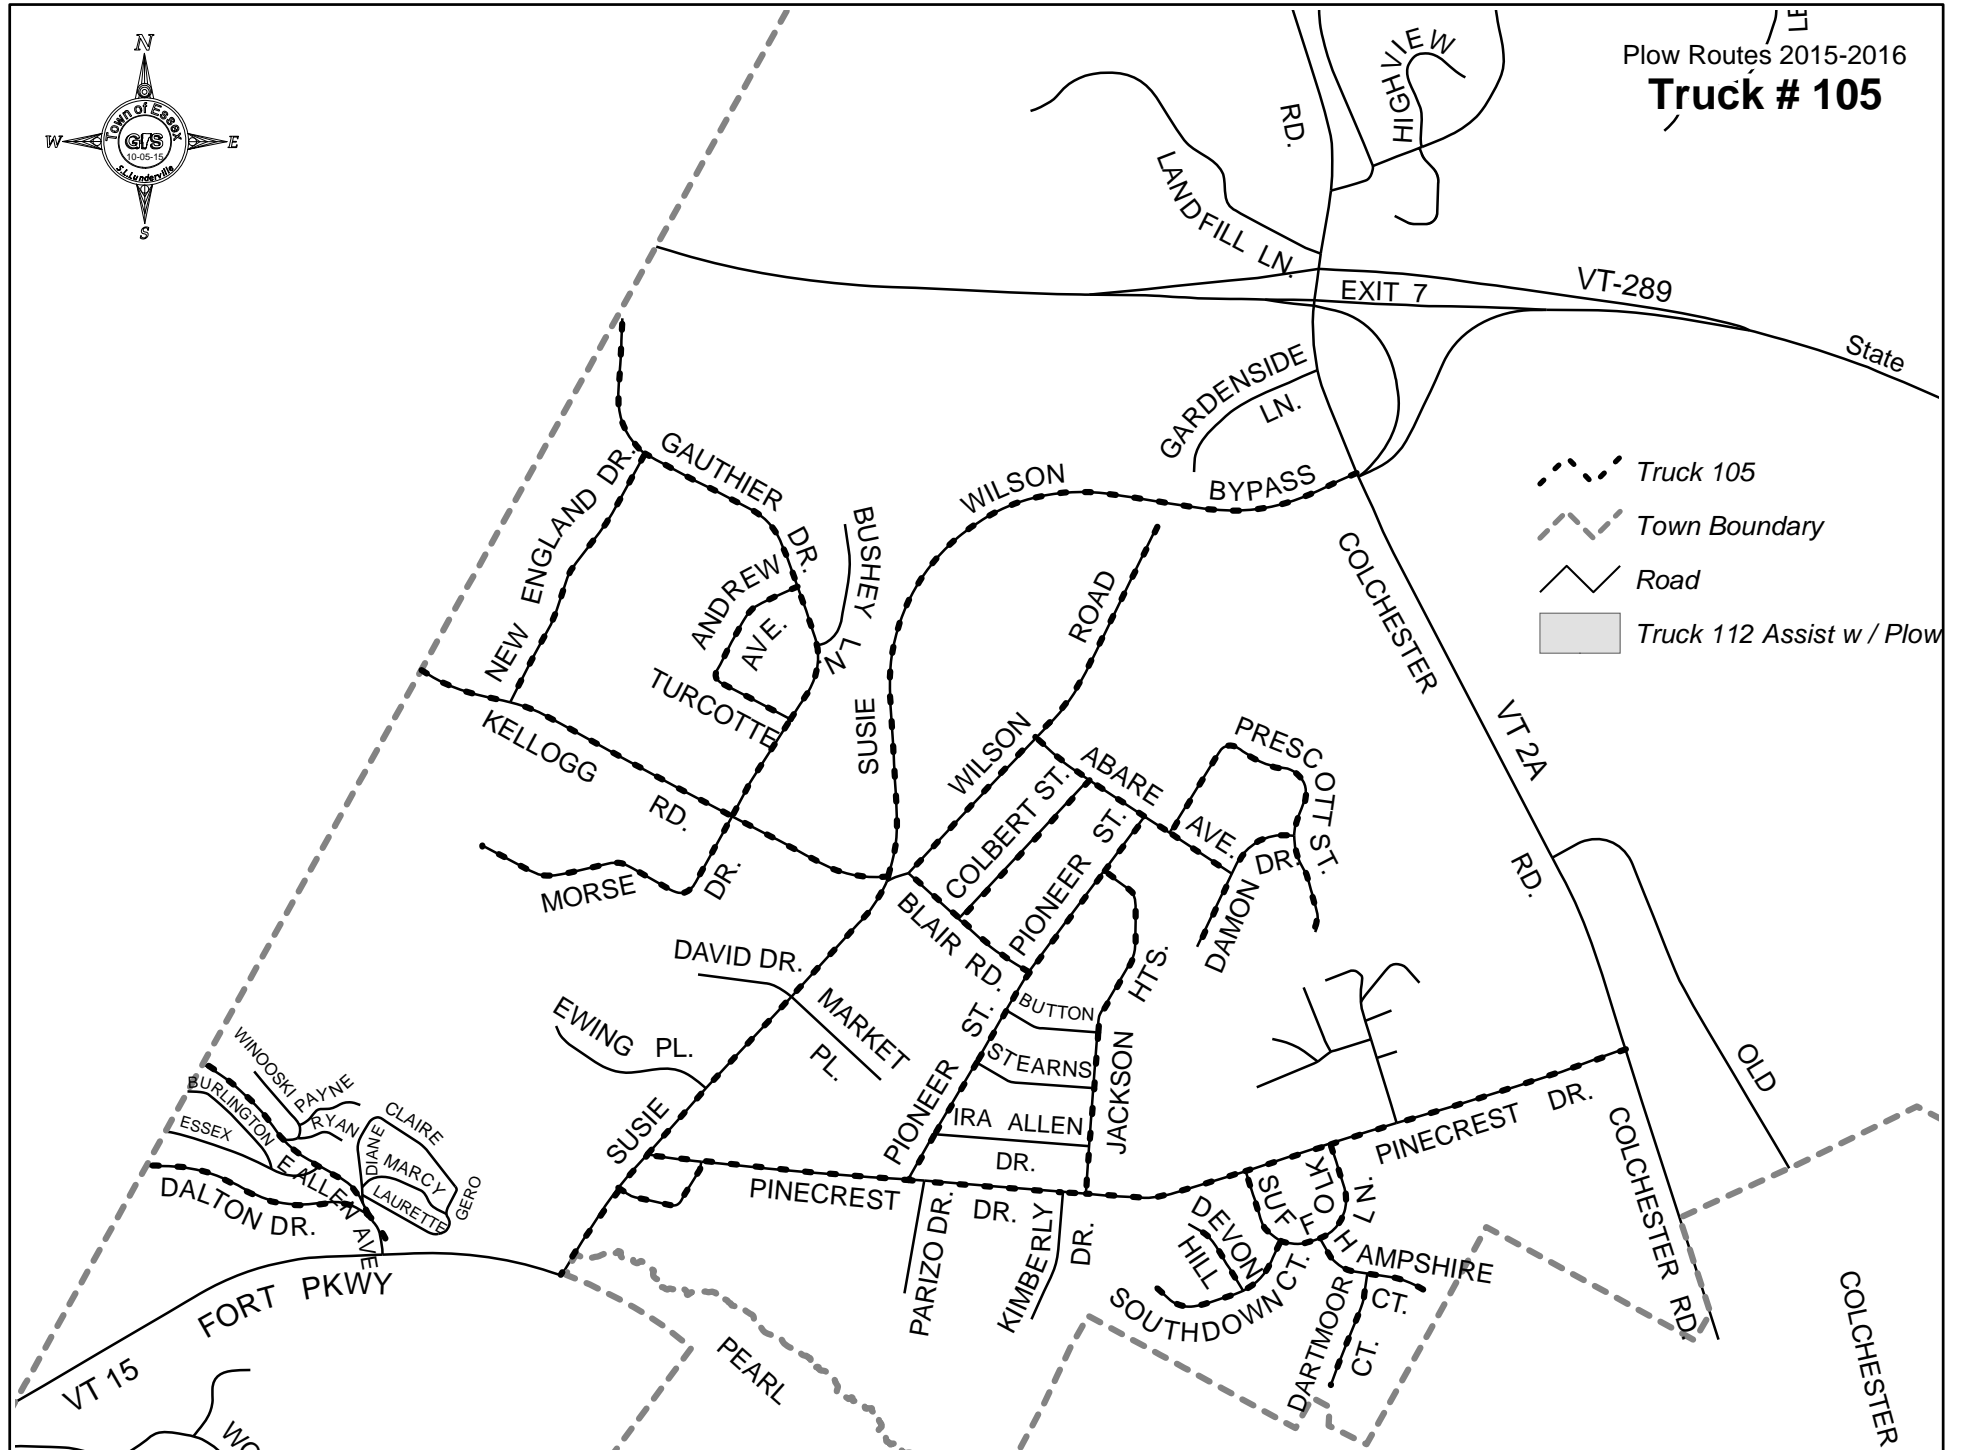 N
W
E
S
Town of Essex
GIS
10-05-15
S.L.Lunderville
Plow Routes 2015-2016
Truck # 105
RD.
HIGHVIEW
LANDFILL LN.
EXIT 7
VT-289
State
GARDENSIDE
LN.
Truck 105
Town Boundary
Road
Truck 112 Assist w / Plow
GAUTHIER DR.
NEW ENGLAND DR.
BUSHEY LN.
ANDREW
AVE.
TURCOTTE
SUSIE WILSON BYPASS
WILSON ROAD
COLCHESTER
VT 2A
RD.
KELLOGG RD.
MORSE DR.
ABARE AVE.
COLBERT ST.
PIONEER ST.
PRESCOTT ST.
DAMON DR.
BLAIR RD.
DAVID DR.
MARKET
PL.
EWING PL.
SUSIE
PIONEER ST.
BUTTON
STEARNS
IRA ALLEN
DR.
JACKSON HTS.
OLD
WINOOSKI
PAYNE
RYAN
BURLINGTON
ESSEX
E ALLEN AVE
CLAIRE
DIANE
MARCY
LAURETTE
GERO
DALTON DR.
PINECREST DR.
PINECREST DR.
PARIZO DR.
KIMBERLY
DR.
SUFFOLK LN.
DEVON
HILL
SOUTHDOWN CT.
HAMPSHIRE
CT.
DARTMOOR
CT.
COLCHESTER RD.
COLCHESTER
FORT PKWY
VT 15
PEARL